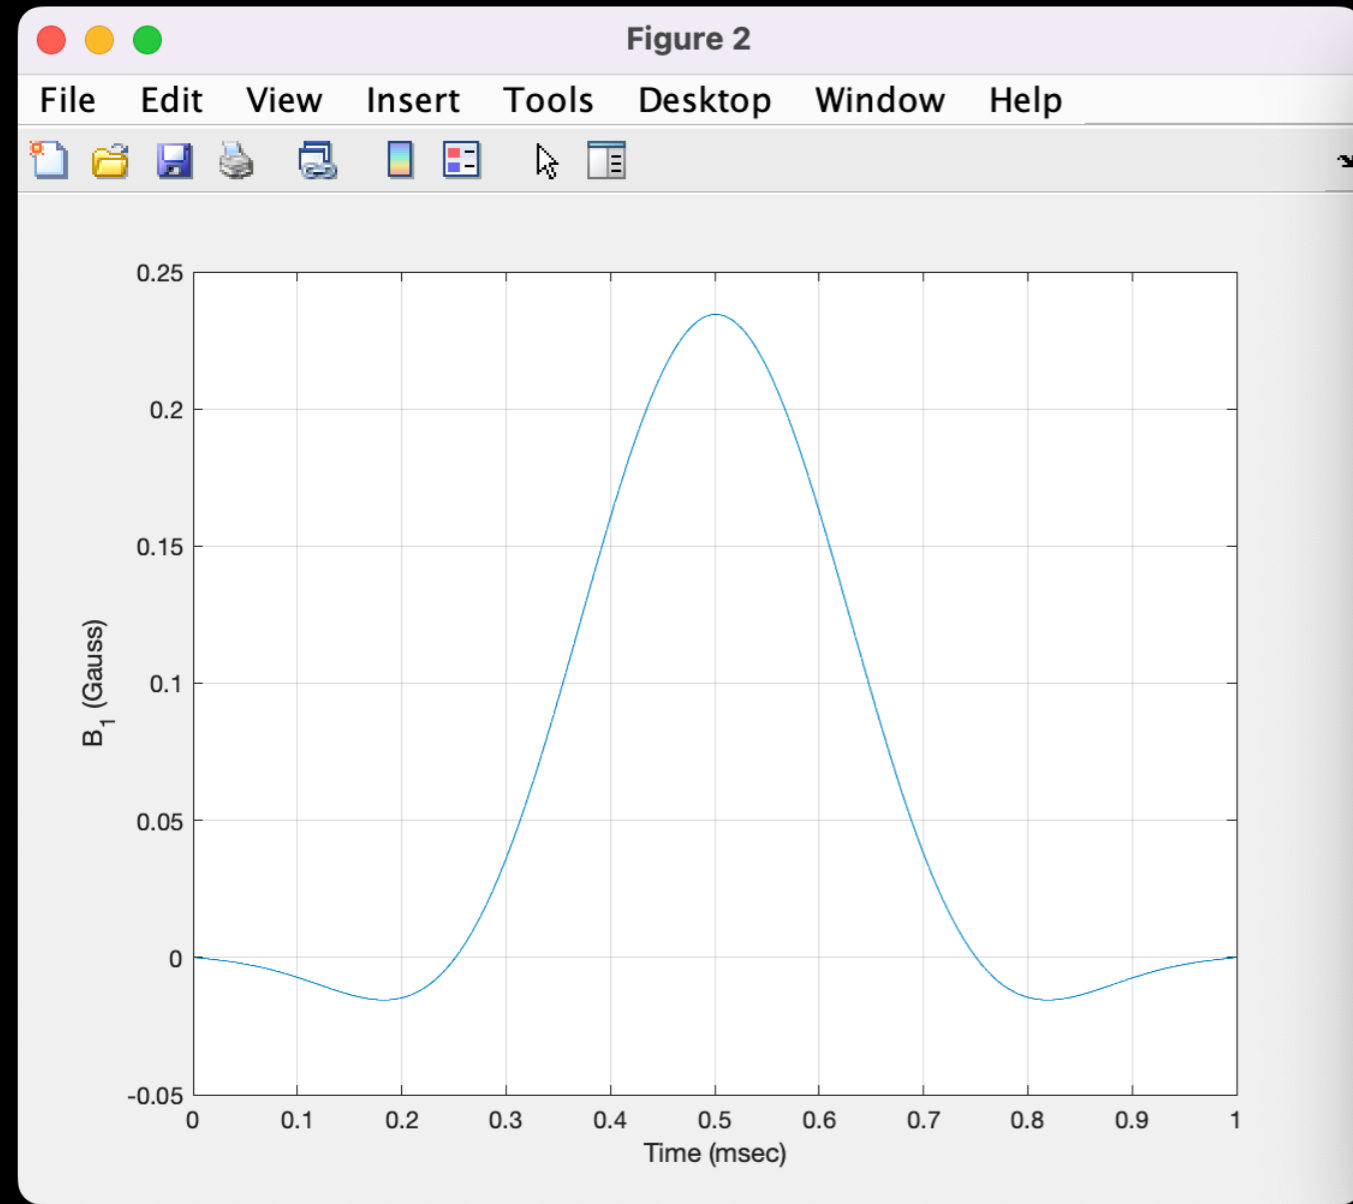 Figure 2
File Edit View Insert Tools Desktop Window Help
0.25
0.2
0.15
0.1
0.05
0
-0.05
B₁ (Gauss)
0 0.1 0.2 0.3 0.4 0.5 0.6 0.7 0.8 0.9 1
Time (msec)